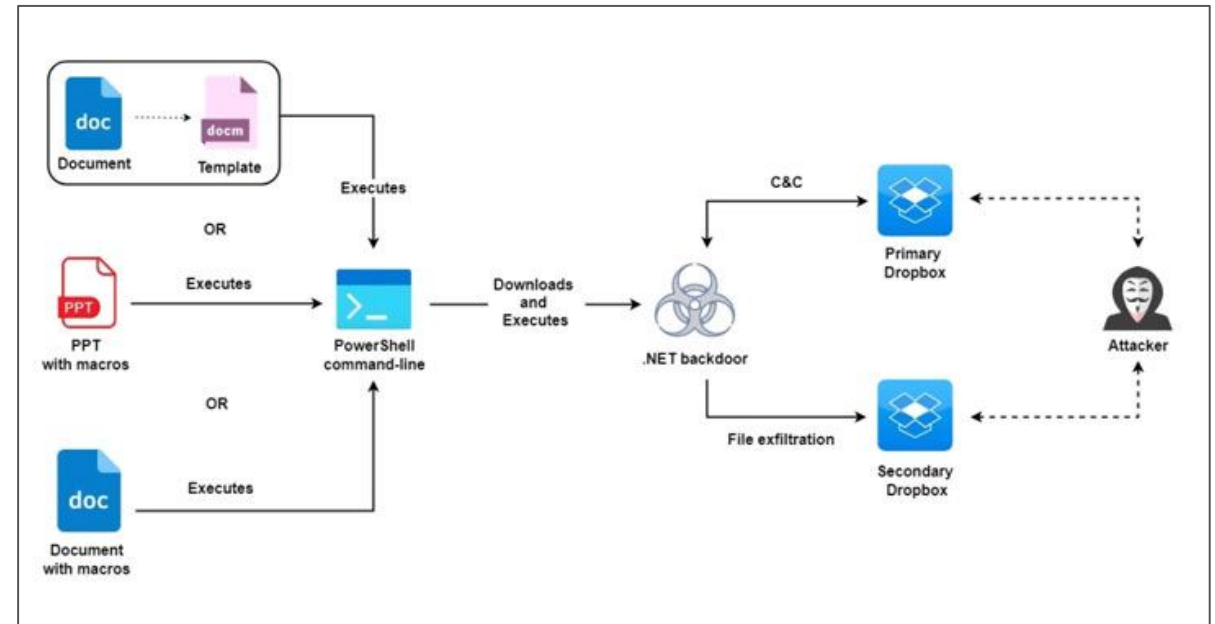 doc
docm
Document
Template
Executes
OR
PPT
Executes
PPT
with macros
>_
PowerShell
command-line
Downloads
and
Executes
.NET backdoor
C&C
Primary
Dropbox
Attacker
OR
File exfiltration
Secondary
Dropbox
doc
Executes
Document
with macros